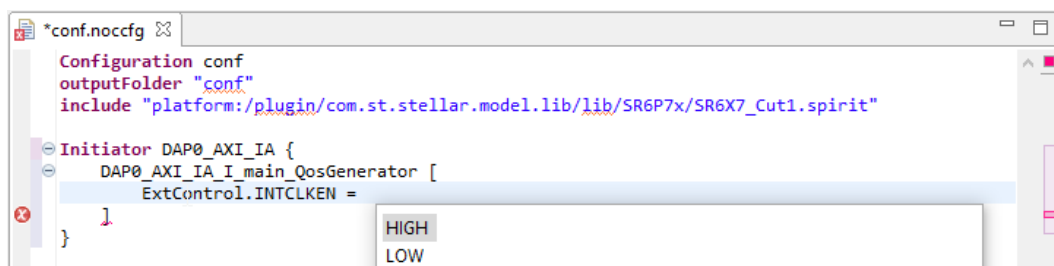 *conf.noccfg
Configuration conf
outputFolder "conf"
include "platform:/plugin/com.st.stellar.model.lib/lib/SR6P7x/SR6X7_Cut1.spirit"
Initiator DAP0_AXI_IA {
DAP0_AXI_IA_I_main_QosGenerator [
ExtControl.INTCLKEN =
]
}
HIGH
LOW